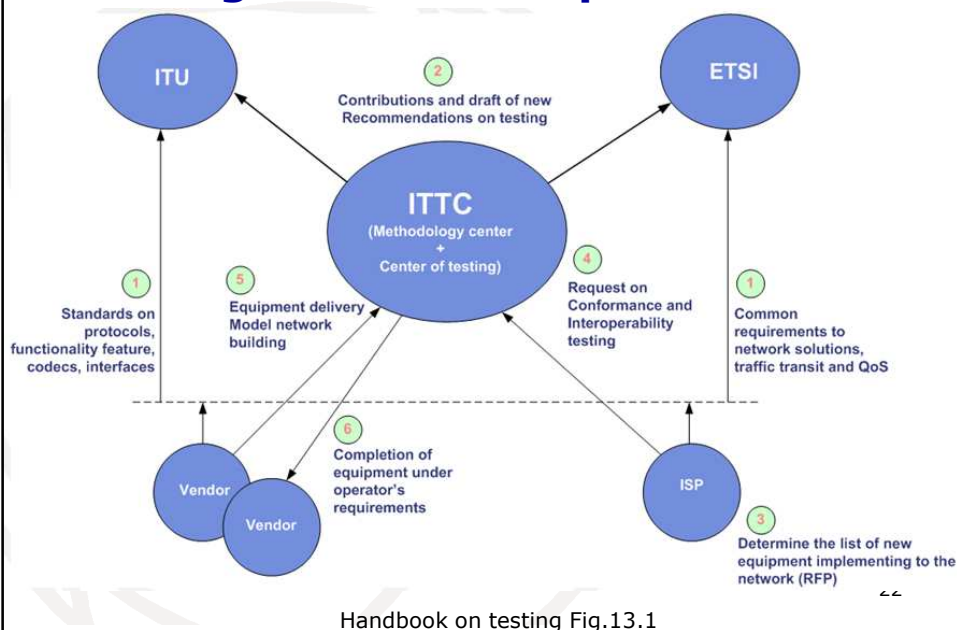 ITU
ETSI
2
Contributions and draft of new
Recommendations on testing
ITTC
(Methodology center
+
Center of testing)
1
Standards on
protocols,
functionality feature,
codecs, interfaces
5
Equipment delivery
Model network
building
4
Request on
Conformance and
Interoperability
testing
1
Common
requirements to
network solutions,
traffic transit and QoS
6
Completion of
equipment under
operator's
requirements
Vendor
Vendor
ISP
3
Determine the list of new
equipment implementing to the
network (RFP)
Handbook on testing Fig.13.1